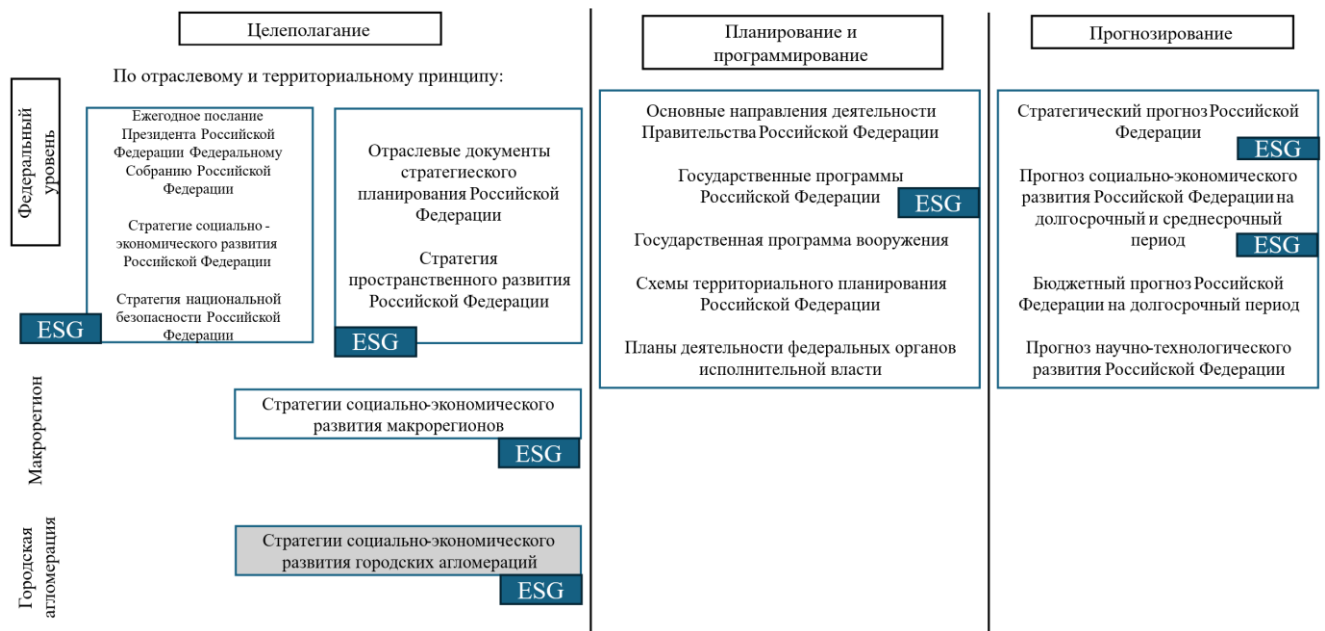 Целеполагание
Планирование и
программирование
Прогнозирование
По отраслевому и территориальному принципу:
Федеральный
уровень
Ежегодное послание
Президента Российской
Федерации Федеральному
Собранию Российской
Федерации
Стратегие социально -
экономического развития
Российской Федерации
Стратегия национальной
безопасности Российской
Федерации
ESG
Отраслевые документы
стратегиеского
планирования Российской
Федерации
Стратегия
пространственного развития
Российской Федерации
ESG
Основные направления деятельности
Правительства Российской Федерации
Государственные программы
Российской Федерации
ESG
Государственная программа вооружения
Схемы территориального планирования
Российской Федерации
Планы деятельности федеральных органов
исполнительной власти
Стратегический прогноз Российской
Федерации
ESG
Прогноз социально-экономического
развития Российской Федерации на
долгосрочный и среднесрочный
период
ESG
Бюджетный прогноз Российской
Федерации на долгосрочный период
Прогноз научно-технологического
развития Российской Федерации
Макрорегион
Стратегии социально-экономического
развития макрорегионов
ESG
Городская
агломерация
Стратегии социально-экономического
развития городских агломераций
ESG